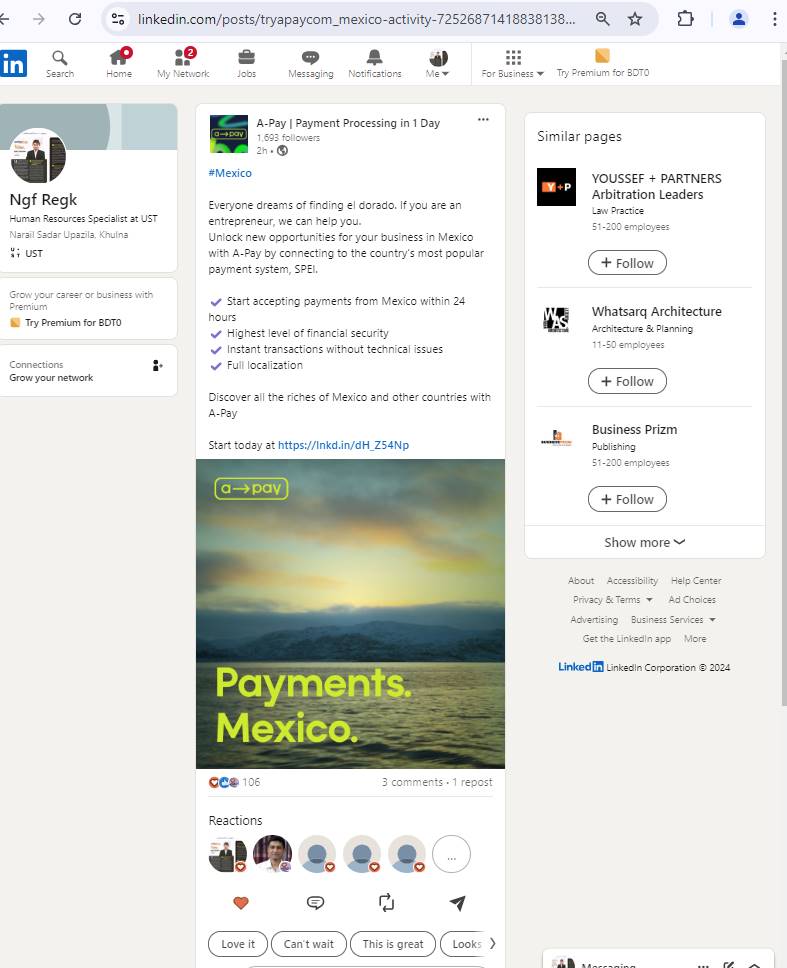 linkedin.com/posts/tryapaycom_mexico-activity-72526871418838138...
in
Search
Home
2
My Network
Jobs
Messaging
Notifications
Me
For Business
Try Premium for BDT0
Ngf Regk
Human Resources Specialist at UST
Narail Sadar Upazila, Khulna
UST
Grow your career or business with
Premium
Try Premium for BDT0
Connections
Grow your network
a→pay
A-Pay | Payment Processing in 1 Day
1,693 followers
2h •
#Mexico
Everyone dreams of finding el dorado. If you are an
entrepreneur, we can help you.
Unlock new opportunities for your business in Mexico
with A-Pay by connecting to the country's most popular
payment system, SPEI.
✔ Start accepting payments from Mexico within 24
hours
✔ Highest level of financial security
✔ Instant transactions without technical issues
✔ Full localization
Discover all the riches of Mexico and other countries with
A-Pay
Start today at https://lnkd.in/dH_Z54Np
a→pay
Payments.
Mexico.
106
3 comments • 1 repost
Reactions
...
Love it
Can't wait
This is great
Looks
Similar pages
Y+P
YOUSSEF + PARTNERS
Arbitration Leaders
Law Practice
51-200 employees
+ Follow
WAS
Whatsarq Architecture
Architecture & Planning
11-50 employees
+ Follow
BUSINESS PRIZM
Business Prizm
Publishing
51-200 employees
+ Follow
Show more
About Accessibility Help Center
Privacy & Terms Ad Choices
Advertising Business Services
Get the LinkedIn app More
LinkedIn LinkedIn Corporation © 2024
Messaging